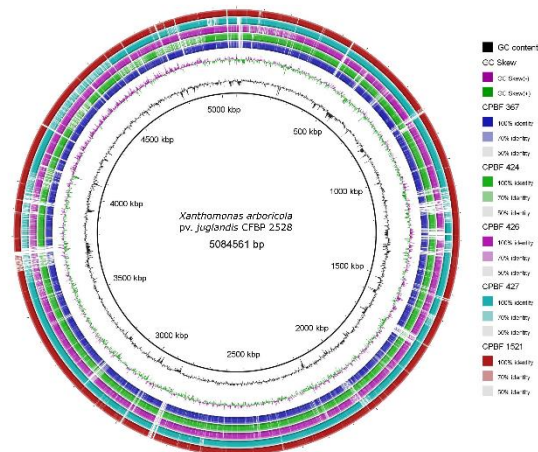 5000 kbp
500
1000 kbp
1500 kbp
2000 kbp
2500 kbp
3000 kbp
3500 kbp
4000 kbp
4500 kbp
Xanthomonas arboricola
pv. juglandis CFBP 2528
5084561 bp
GC content
GC Skew
GC Skew(-)
GC Skew(+)
CPBF 367
100% identity
70% identity
50% identity
CPBF 424
100% identity
70% identity
50% identity
CPBF 426
100% identity
70% identity
50% identity
CPBF 427
100% identity
70% identity
50% identity
CPBF 1521
100% identity
70% identity
50% identity